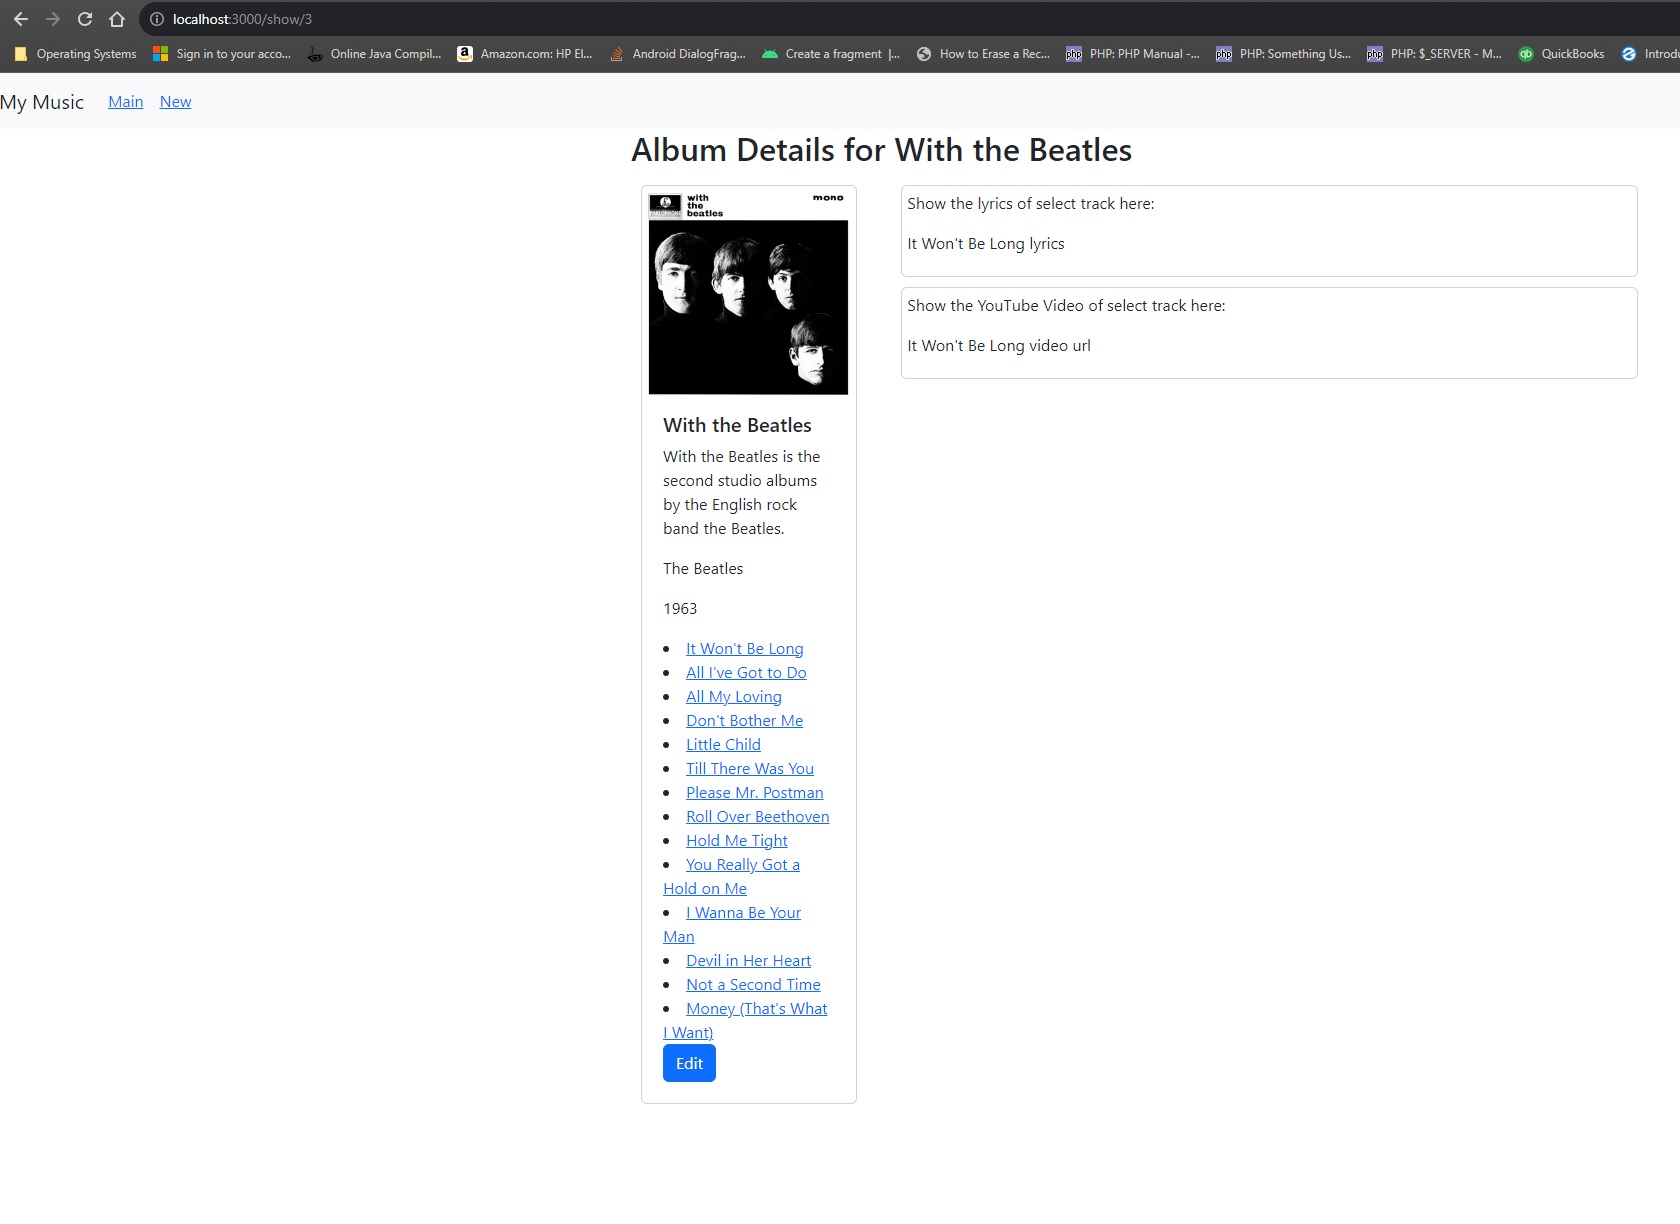 localhost:3000/show/3
Operating Systems Sign in to your acco... Online Java Compil... Amazon.com: HP El... Android DialogFrag... Create a fragment |... How to Erase a Rec... PHP: PHP Manual -... PHP: Something Us... PHP: $_SERVER - M... QuickBooks Introdu
My Music Main New
Album Details for With the Beatles
with
the
beatles
mono
With the Beatles
With the Beatles is the
second studio albums
by the English rock
band the Beatles.
The Beatles
1963
It Won't Be Long
All I've Got to Do
All My Loving
Don't Bother Me
Little Child
Till There Was You
Please Mr. Postman
Roll Over Beethoven
Hold Me Tight
You Really Got a
Hold on Me
I Wanna Be Your
Man
Devil in Her Heart
Not a Second Time
Money (That's What
I Want)
Edit
Show the lyrics of select track here:
It Won't Be Long lyrics
Show the YouTube Video of select track here:
It Won't Be Long video url